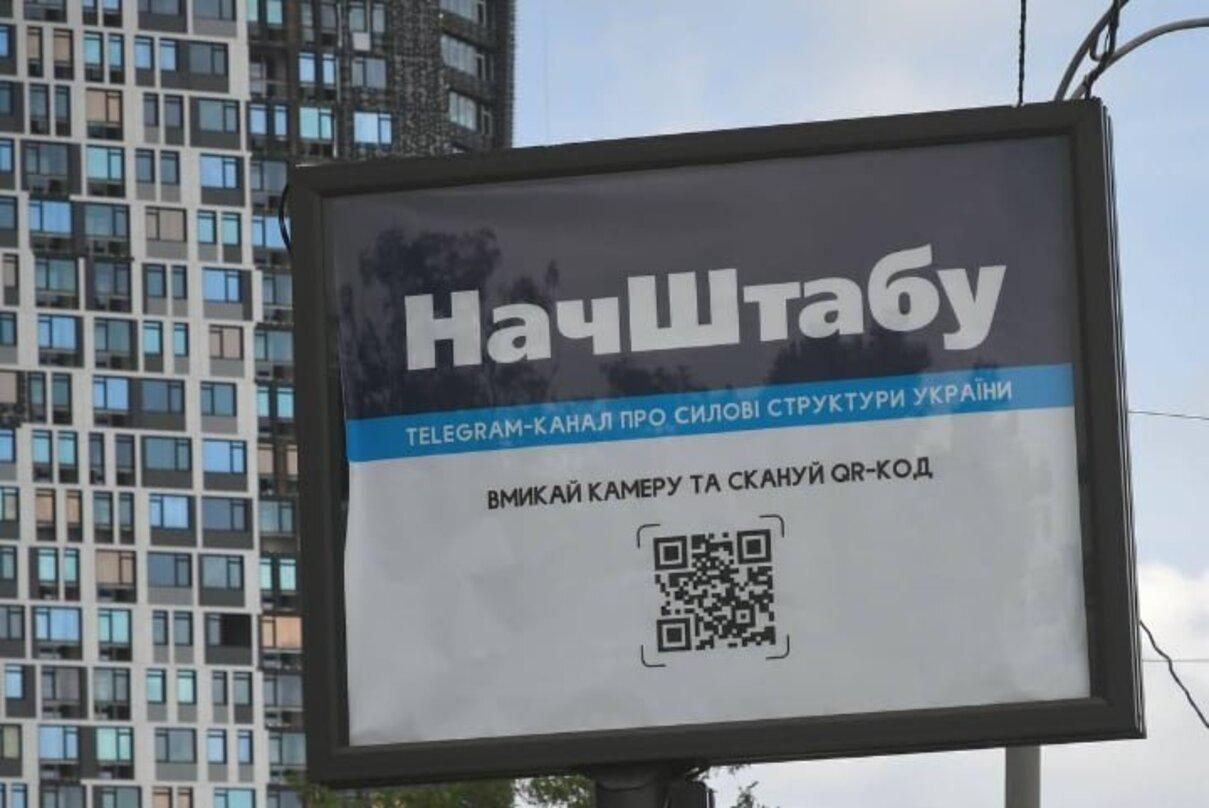 НачШтабу
TELEGRAM-КАНАЛ ПРО СИЛОВІ СТРУКТУРИ УКРАЇНИ
ВМИКАЙ КАМЕРУ ТА СКАНУЙ QR-КОД